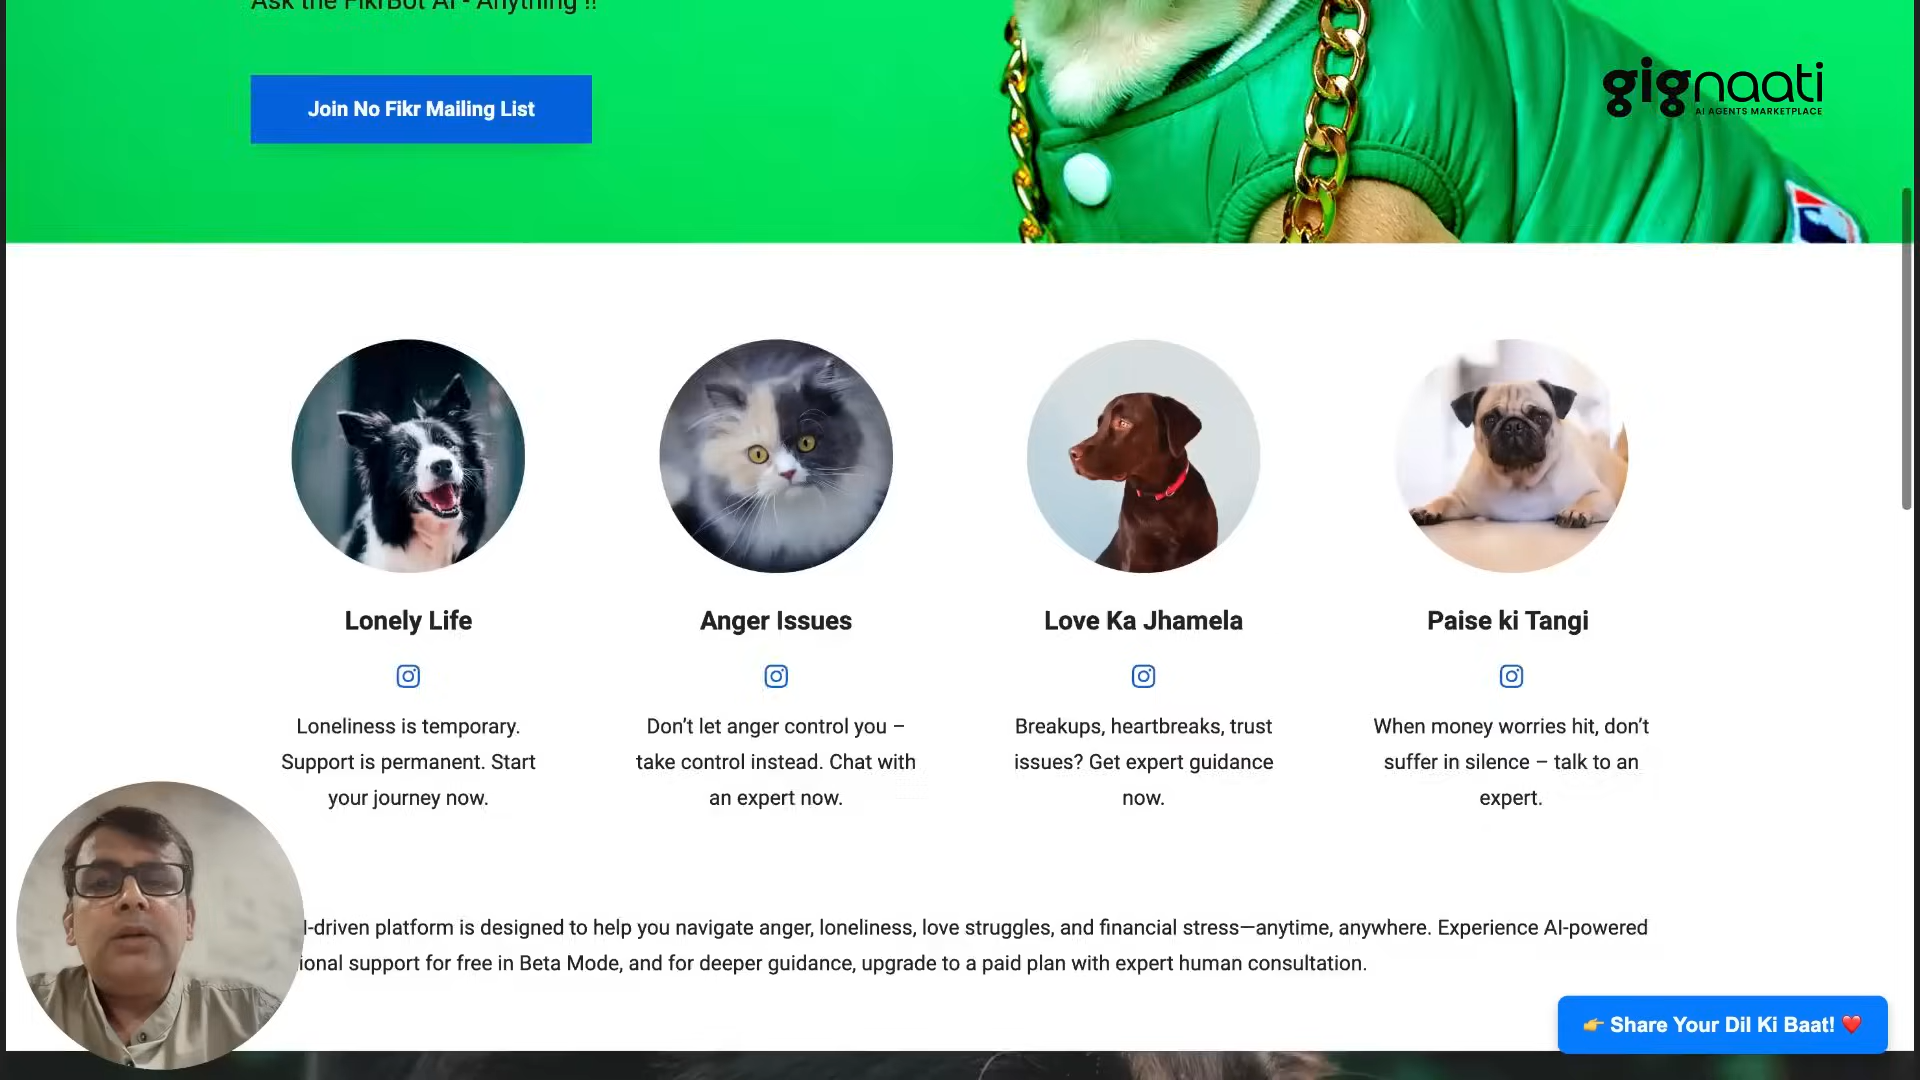 Ask the FikrBot AI - Anything !!
Join No Fikr Mailing List
gignaati
AI AGENTS MARKETPLACE
Lonely Life
Anger Issues
Love Ka Jhamela
Paise ki Tangi
Loneliness is temporary.
Support is permanent. Start
your journey now.
Don’t let anger control you –
take control instead. Chat with
an expert now.
Breakups, heartbreaks, trust
issues? Get expert guidance
now.
When money worries hit, don’t
suffer in silence – talk to an
expert.
-driven platform is designed to help you navigate anger, loneliness, love struggles, and financial stress—anytime, anywhere. Experience AI-powered
ional support for free in Beta Mode, and for deeper guidance, upgrade to a paid plan with expert human consultation.
👉 Share Your Dil Ki Baat! ❤️